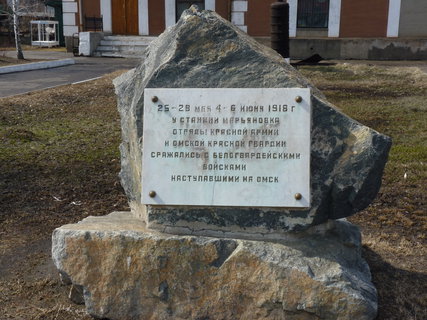 25-28 мая 4-6 июня 1918 г
у станции Марьяновка
отряды Красной Армии
и Омской Красной Гвардии
сражались с белогвардейскими
войсками
наступавшими на Омск